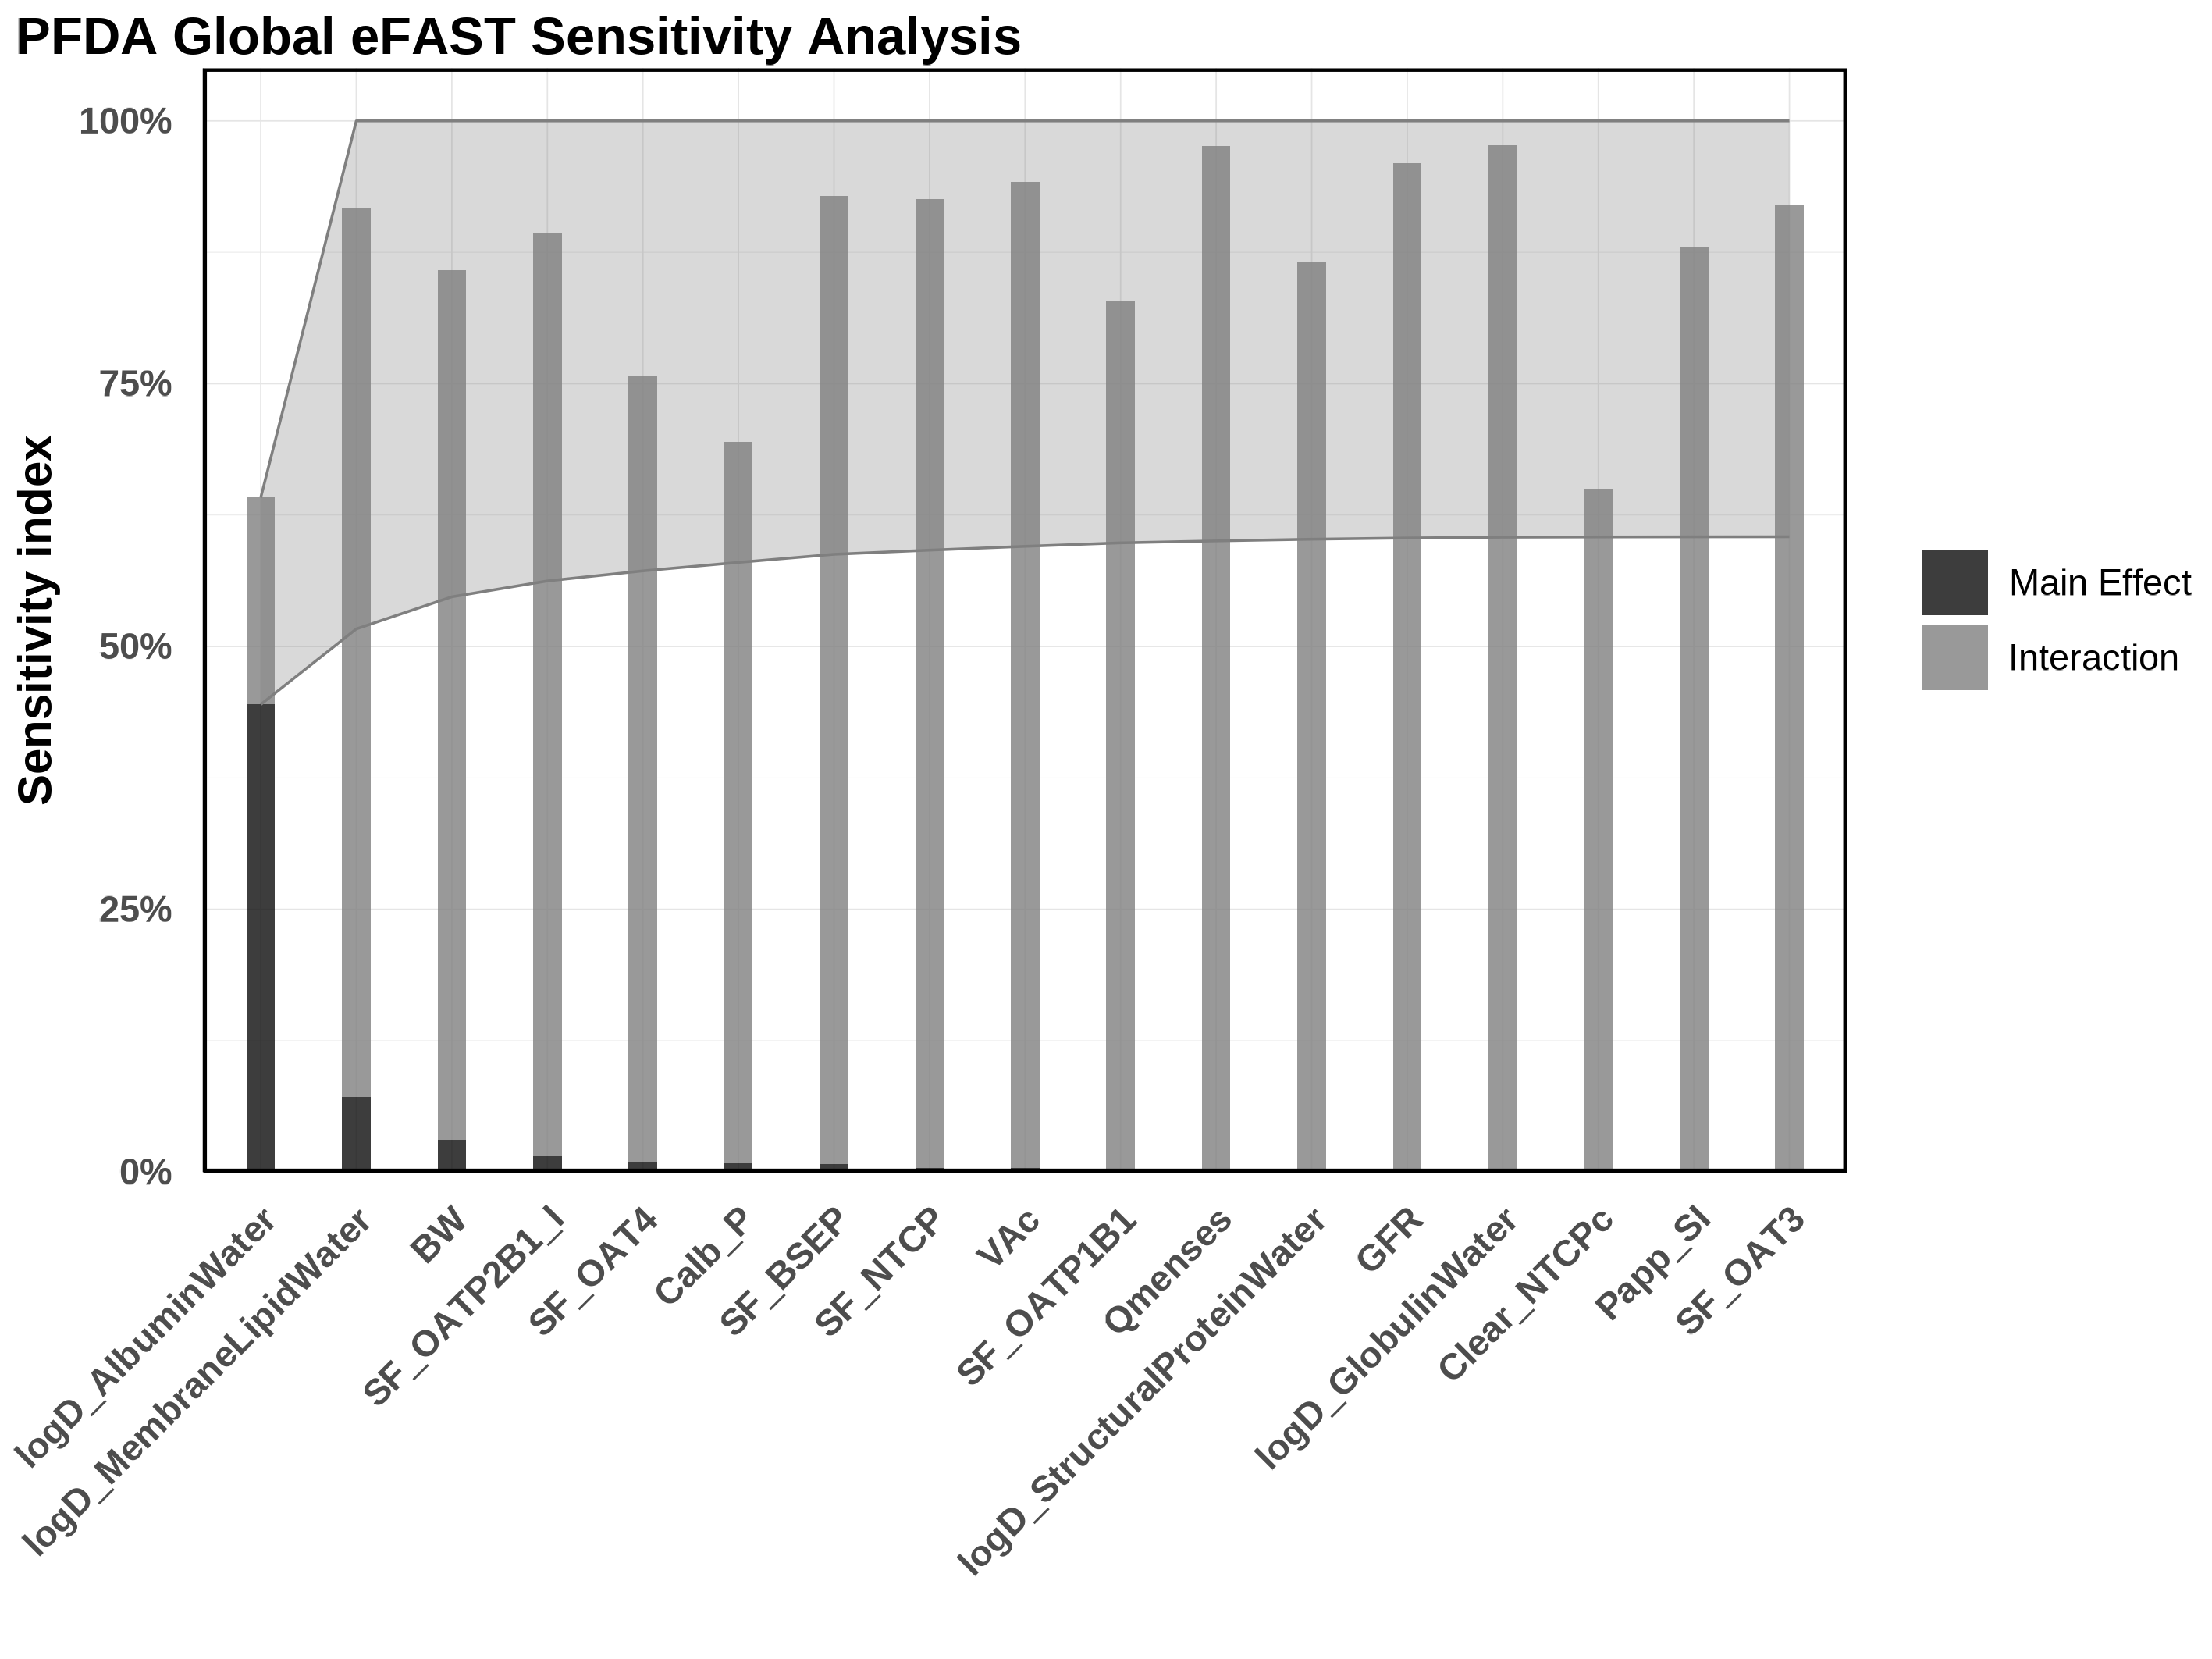 PFDA Global eFAST Sensitivity Analysis
Sensitivity index
100%
75%
50%
25%
0%
logD_AlbuminWater
logD_MembraneLipidWater
BW
SF_OATP2B1_I
SF_OAT4
Calb_P
SF_BSEP
SF_NTCP
VAc
SF_OATP1B1
Qmenses
logD_StructuralProteinWater
GFR
logD_GlobulinWater
Clear_NTCPc
Papp_SI
SF_OAT3
Main Effect
Interaction